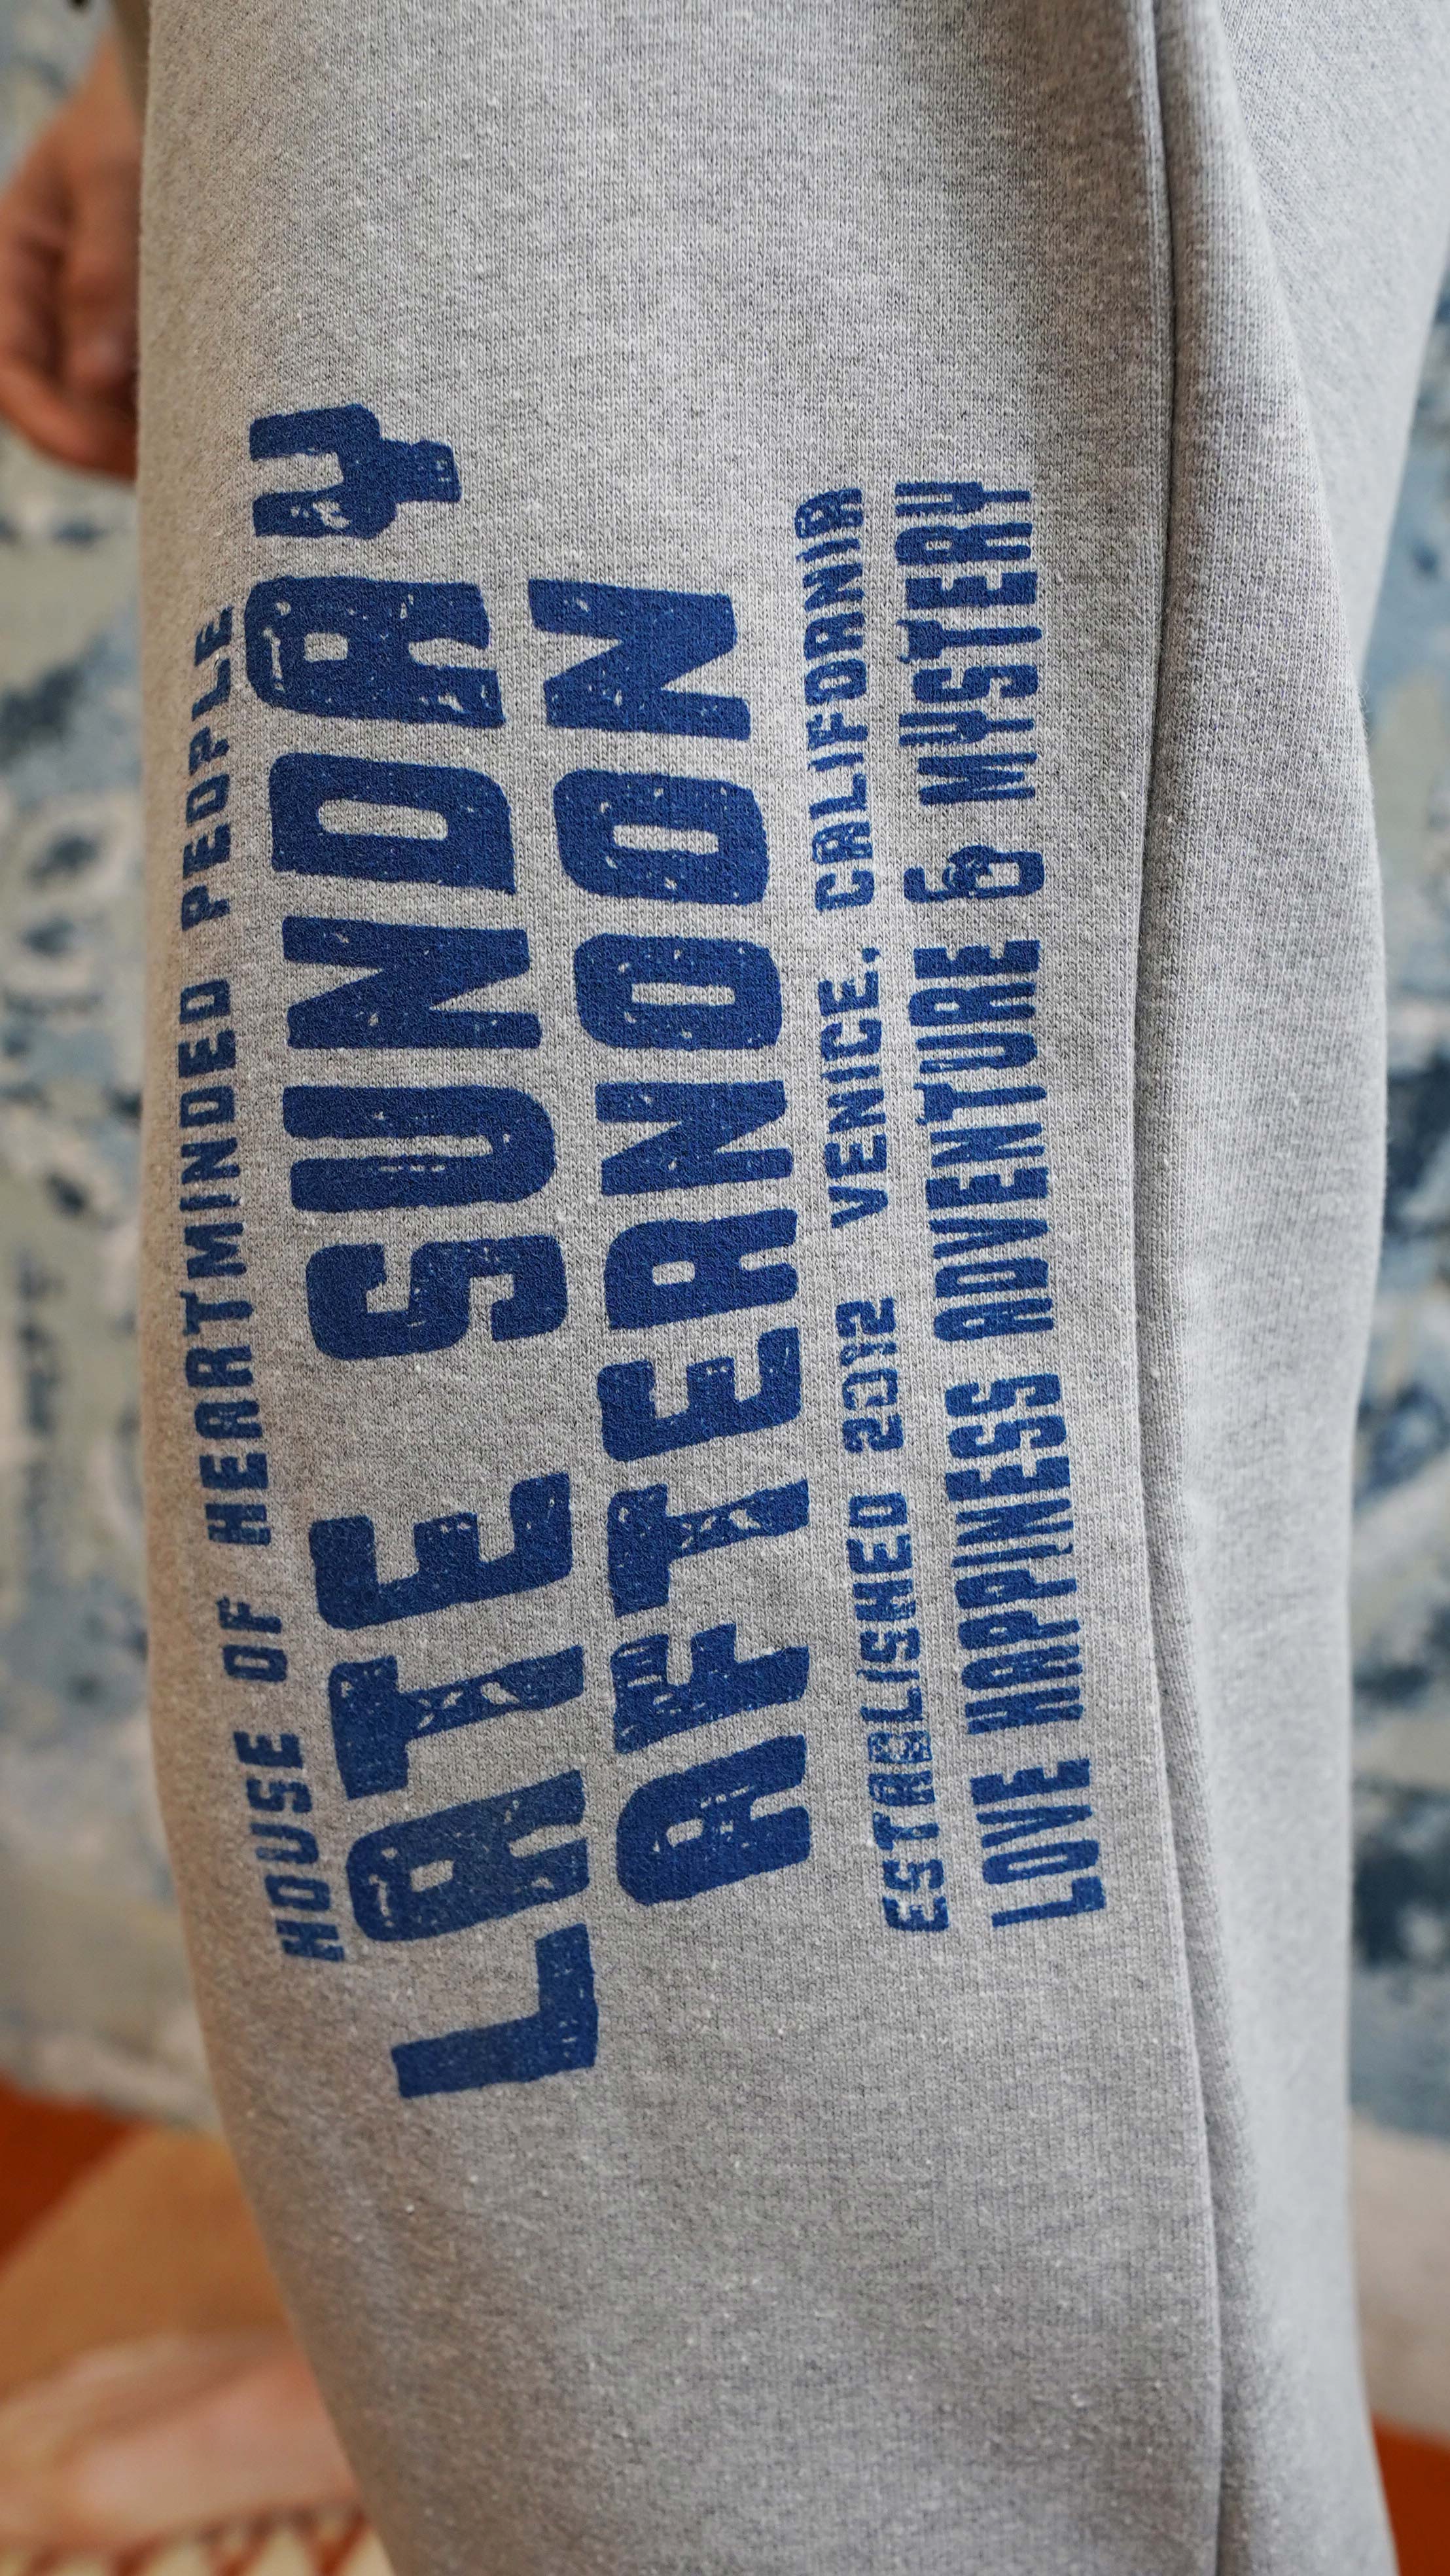 HOUSE OF HEARTMINDED PEOPLE
LATE SUNDAY
AFTERNOON
ESTABLISHED 2012 VENICE, CALIFORNIA
LOVE HAPPINESS ADVENTURE & MYSTERY